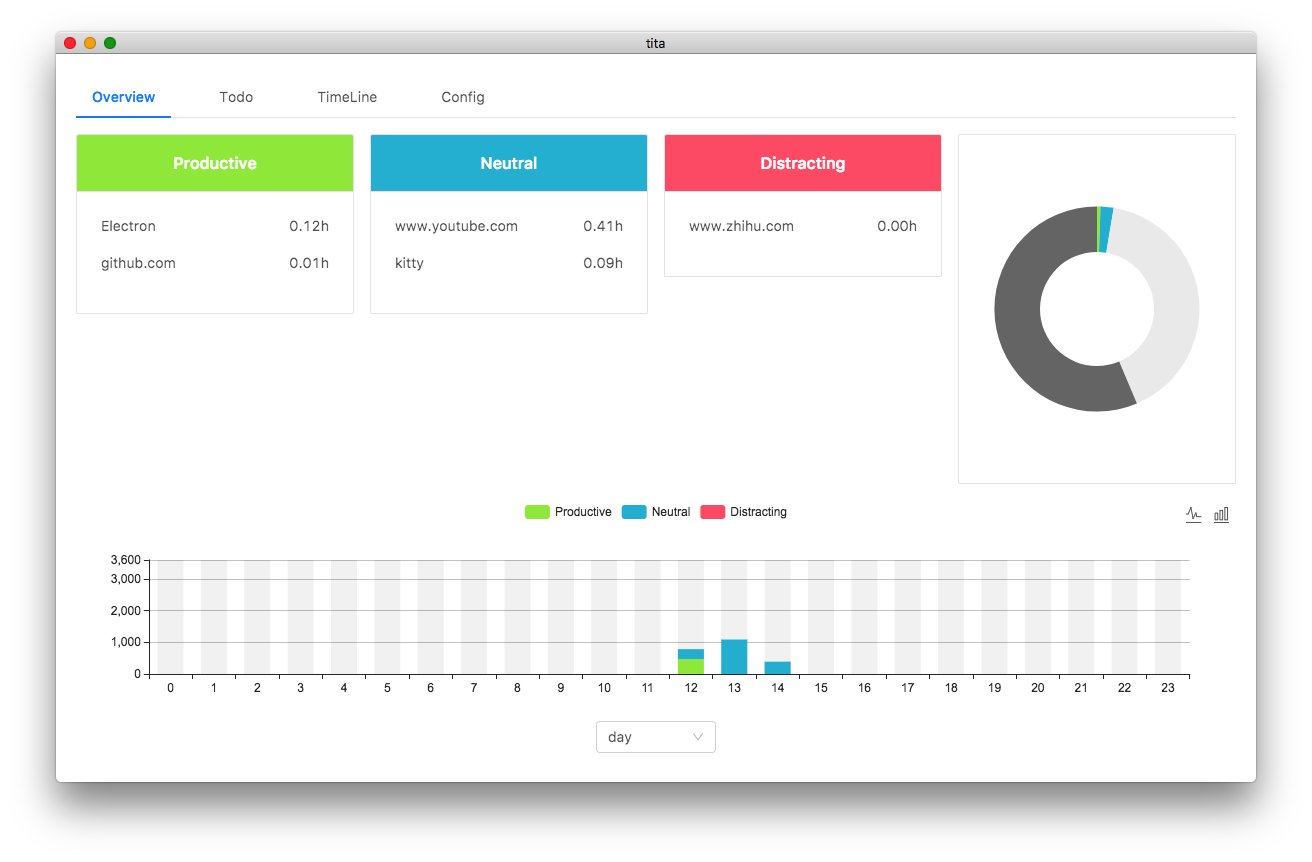 tita
Overview Todo TimeLine Config
Productive Neutral Distracting
Electron 0.12h www.youtube.com 0.41h www.zhihu.com 0.00h
github.com 0.01h kitty 0.09h
Productive Neutral Distracting
3,600
3,000
2,000
1,000
0
0 1 2 3 4 5 6 7 8 9 10 11 12 13 14 15 16 17 18 19 20 21 22 23
day